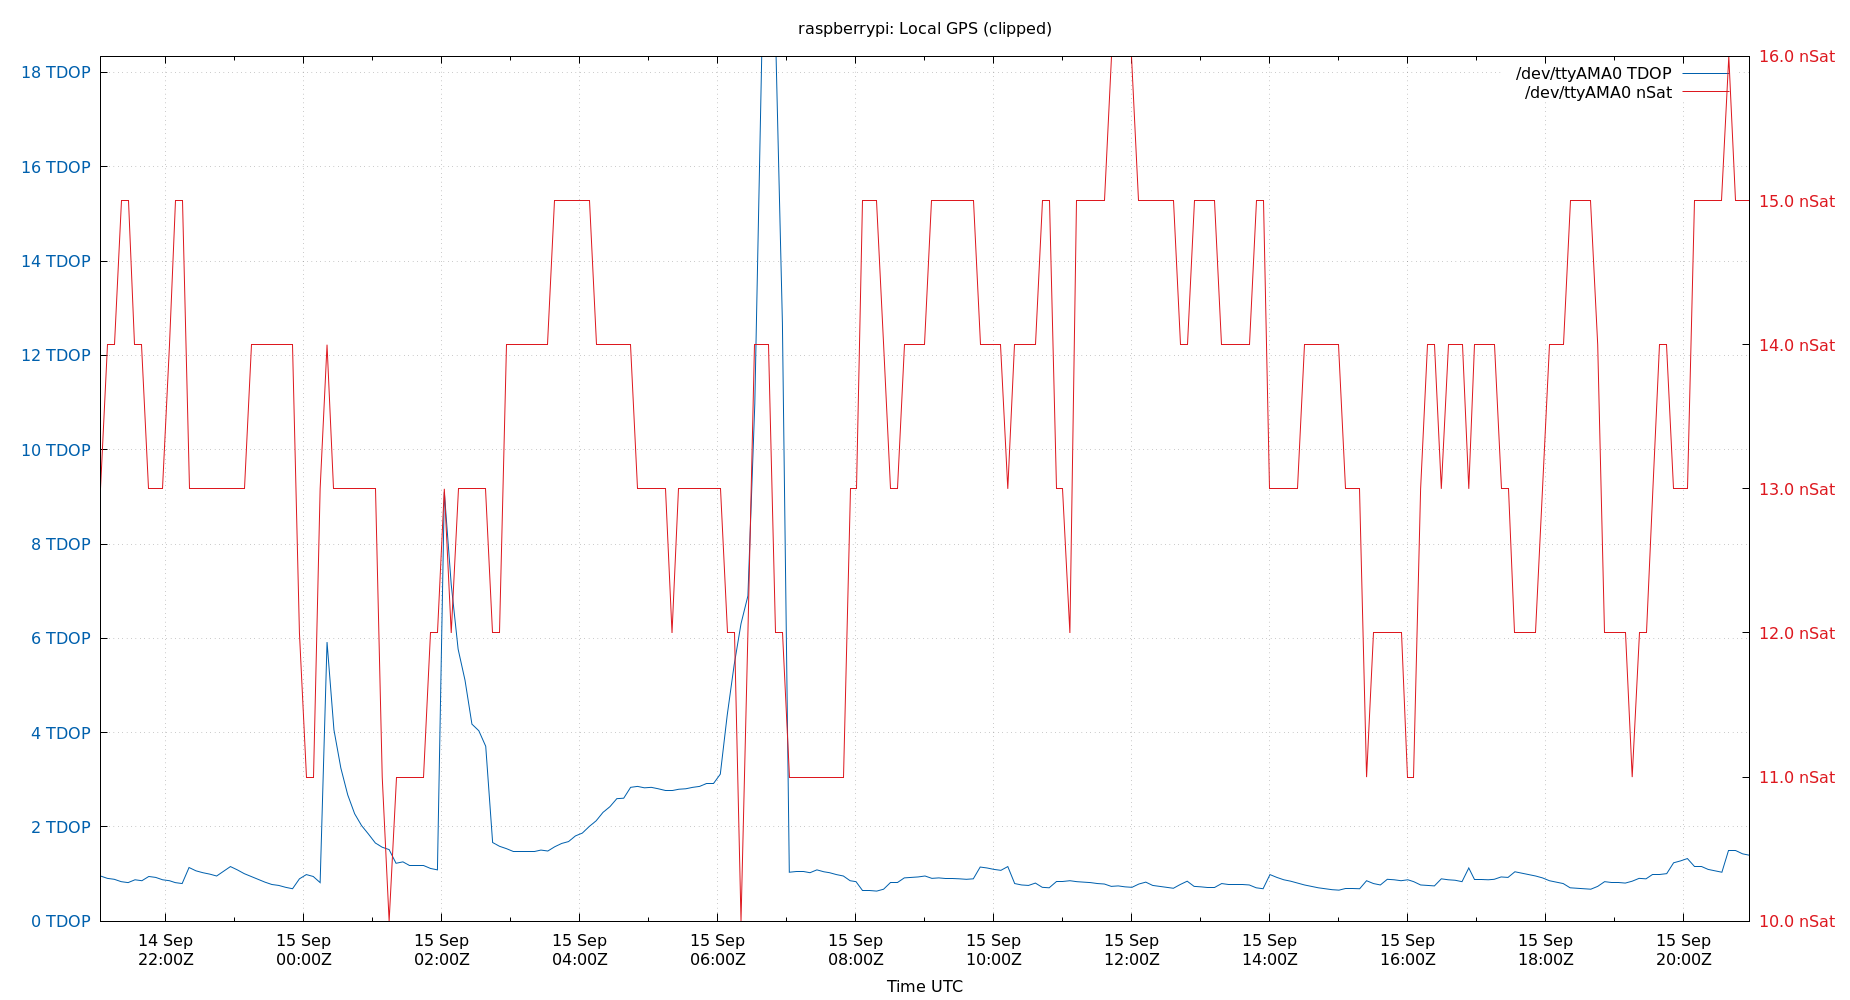 raspberrypi: Local GPS (clipped)
/dev/ttyAMA0 TDOP
/dev/ttyAMA0 nSat
18 TDOP
16 TDOP
14 TDOP
12 TDOP
10 TDOP
8 TDOP
6 TDOP
4 TDOP
2 TDOP
0 TDOP
16.0 nSat
15.0 nSat
14.0 nSat
13.0 nSat
12.0 nSat
11.0 nSat
10.0 nSat
14 Sep
22:00Z
15 Sep
00:00Z
15 Sep
02:00Z
15 Sep
04:00Z
15 Sep
06:00Z
15 Sep
08:00Z
15 Sep
10:00Z
15 Sep
12:00Z
15 Sep
14:00Z
15 Sep
16:00Z
15 Sep
18:00Z
15 Sep
20:00Z
Time UTC